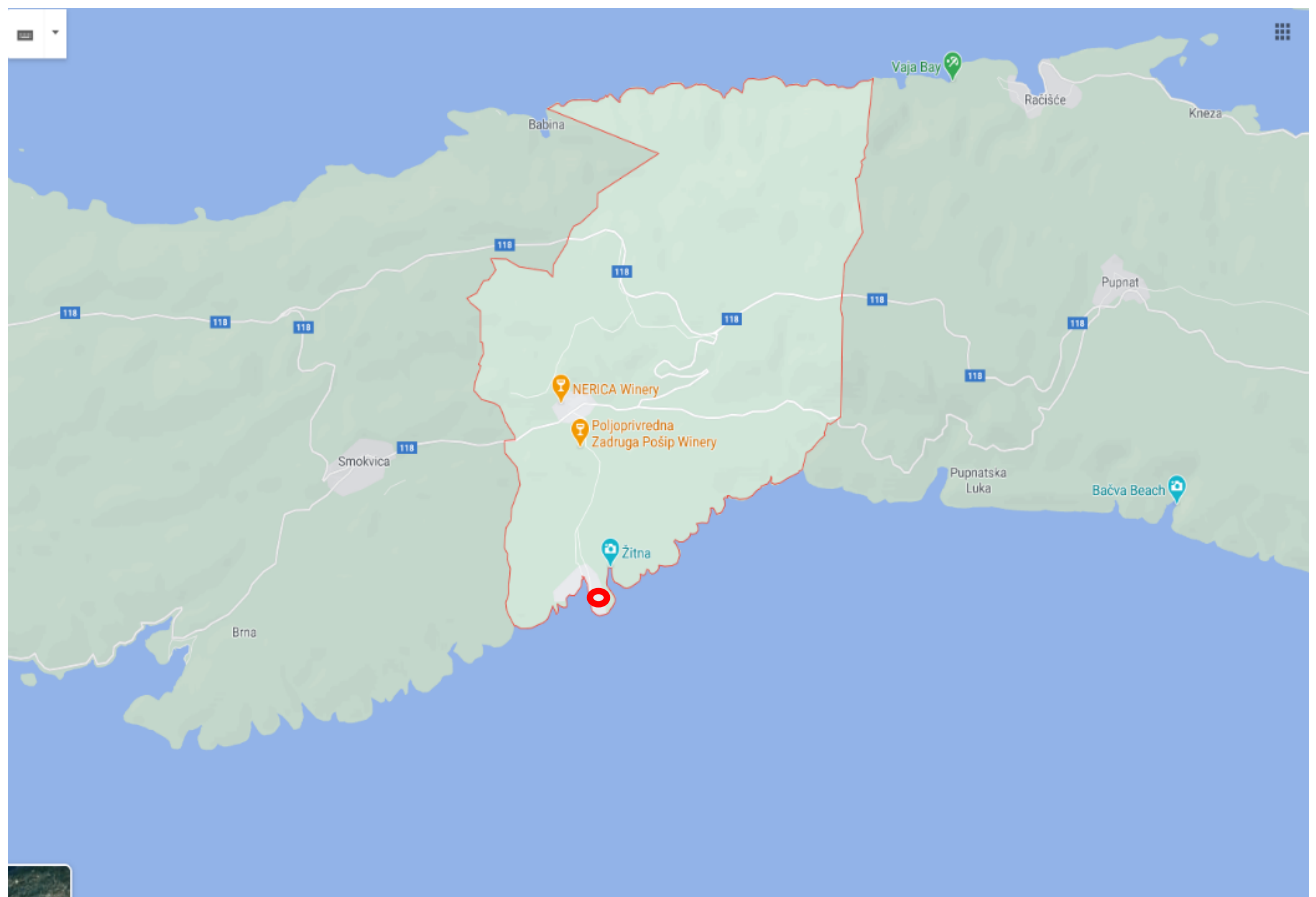 Vaja Bay
Račišće
Kneza
Babina
118
118
Pupnat
118
118
118
118
118
118
118
NERICA Winery
Poljoprivredna
Zadruga Pošip Winery
118
Smokvica
Pupnatska
Luka
Bačva Beach
Žitna
Brna